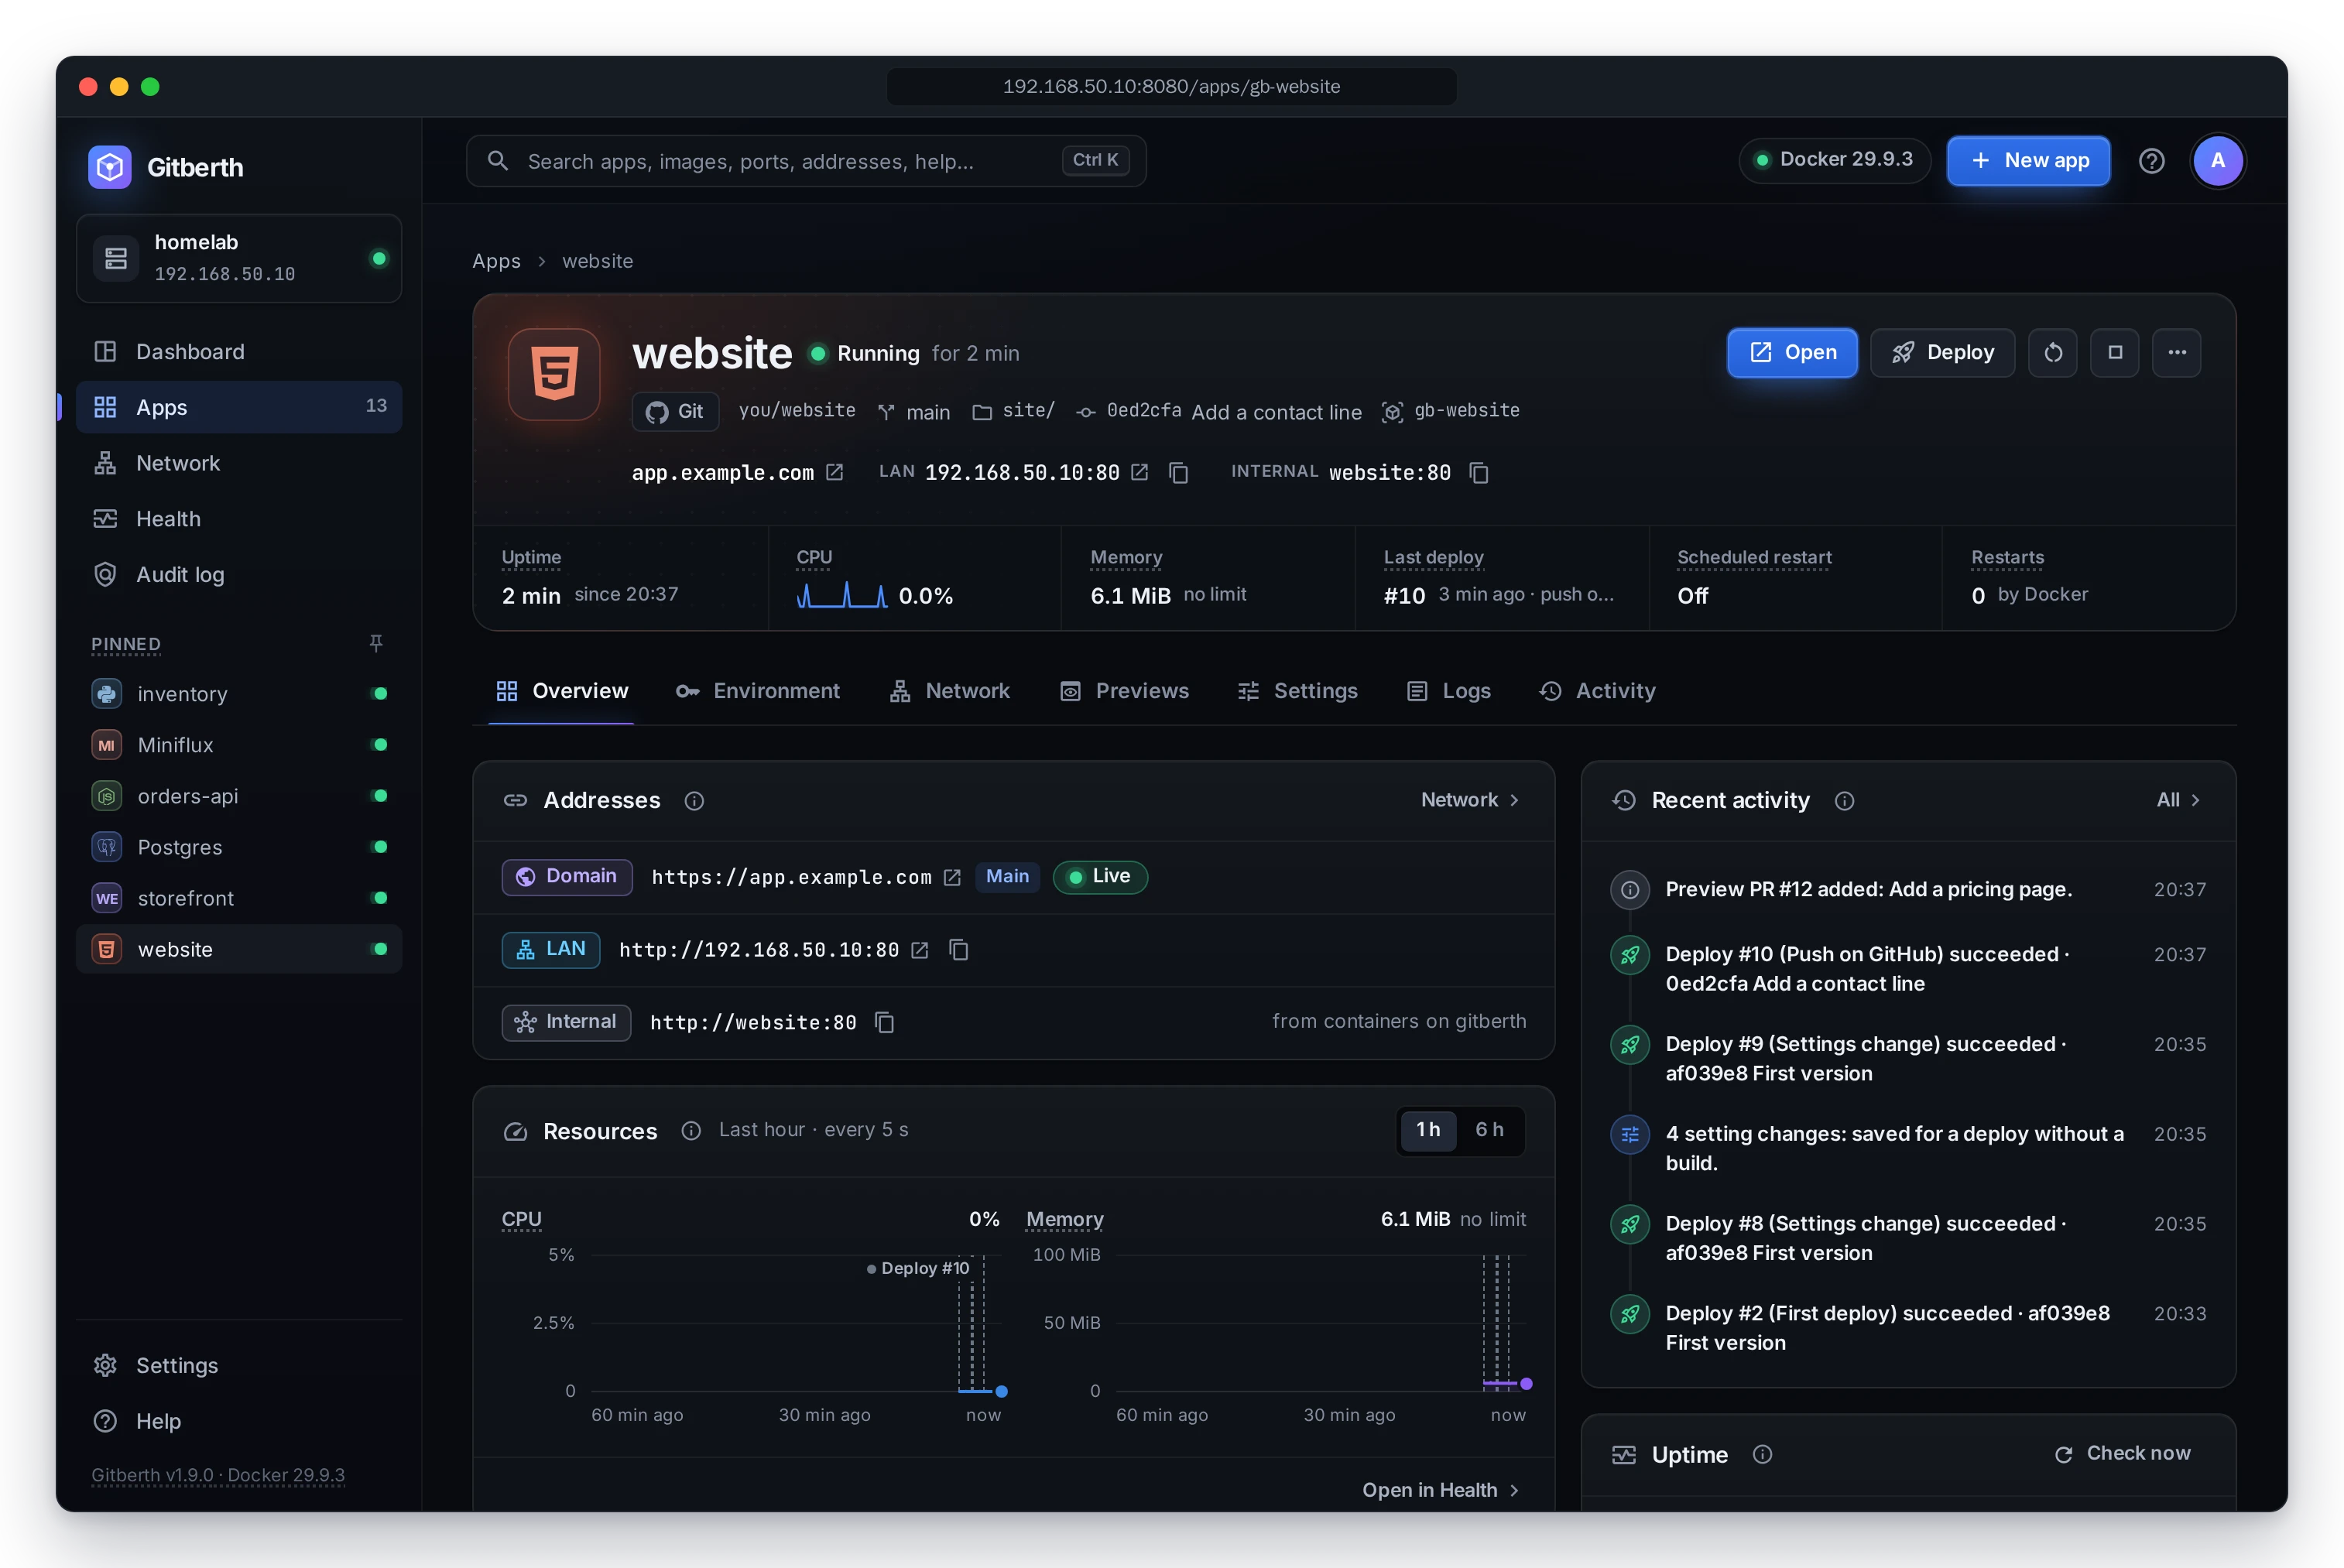 192.168.50.10:8080/apps/gb-website
Gitberth
Search apps, images, ports, addresses, help...
Ctrl K
Docker 29.9.3
New app
A
homelab
192.168.50.10
Dashboard
Apps 13
Network
Health
Audit log
PINNED
inventory
MI Miniflux
orders-api
Postgres
WE storefront
website
Settings
Help
Gitberth v1.9.0 · Docker 29.9.3
Apps > website
website Running for 2 min
Open
Deploy
Git you/website main site/ 0ed2cfa Add a contact line gb-website
app.example.com LAN 192.168.50.10:80 INTERNAL website:80
Uptime
2 min since 20:37
CPU
0.0%
Memory
6.1 MiB no limit
Last deploy
#10 3 min ago · push o...
Scheduled restart
Off
Restarts
0 by Docker
Overview Environment Network Previews Settings Logs Activity
Addresses Network
Domain https://app.example.com Main Live
LAN http://192.168.50.10:80
Internal http://website:80 from containers on gitberth
Resources Last hour · every 5 s 1 h 6 h
CPU 0%
5%
Deploy #10
2.5%
0
60 min ago 30 min ago now
Memory 6.1 MiB no limit
100 MiB
50 MiB
0
60 min ago 30 min ago now
Open in Health
Recent activity All
Preview PR #12 added: Add a pricing page. 20:37
Deploy #10 (Push on GitHub) succeeded · 20:37
0ed2cfa Add a contact line
Deploy #9 (Settings change) succeeded · 20:35
af039e8 First version
4 setting changes: saved for a deploy without a 20:35
build.
Deploy #8 (Settings change) succeeded · 20:35
af039e8 First version
Deploy #2 (First deploy) succeeded · af039e8 20:33
First version
Uptime Check now